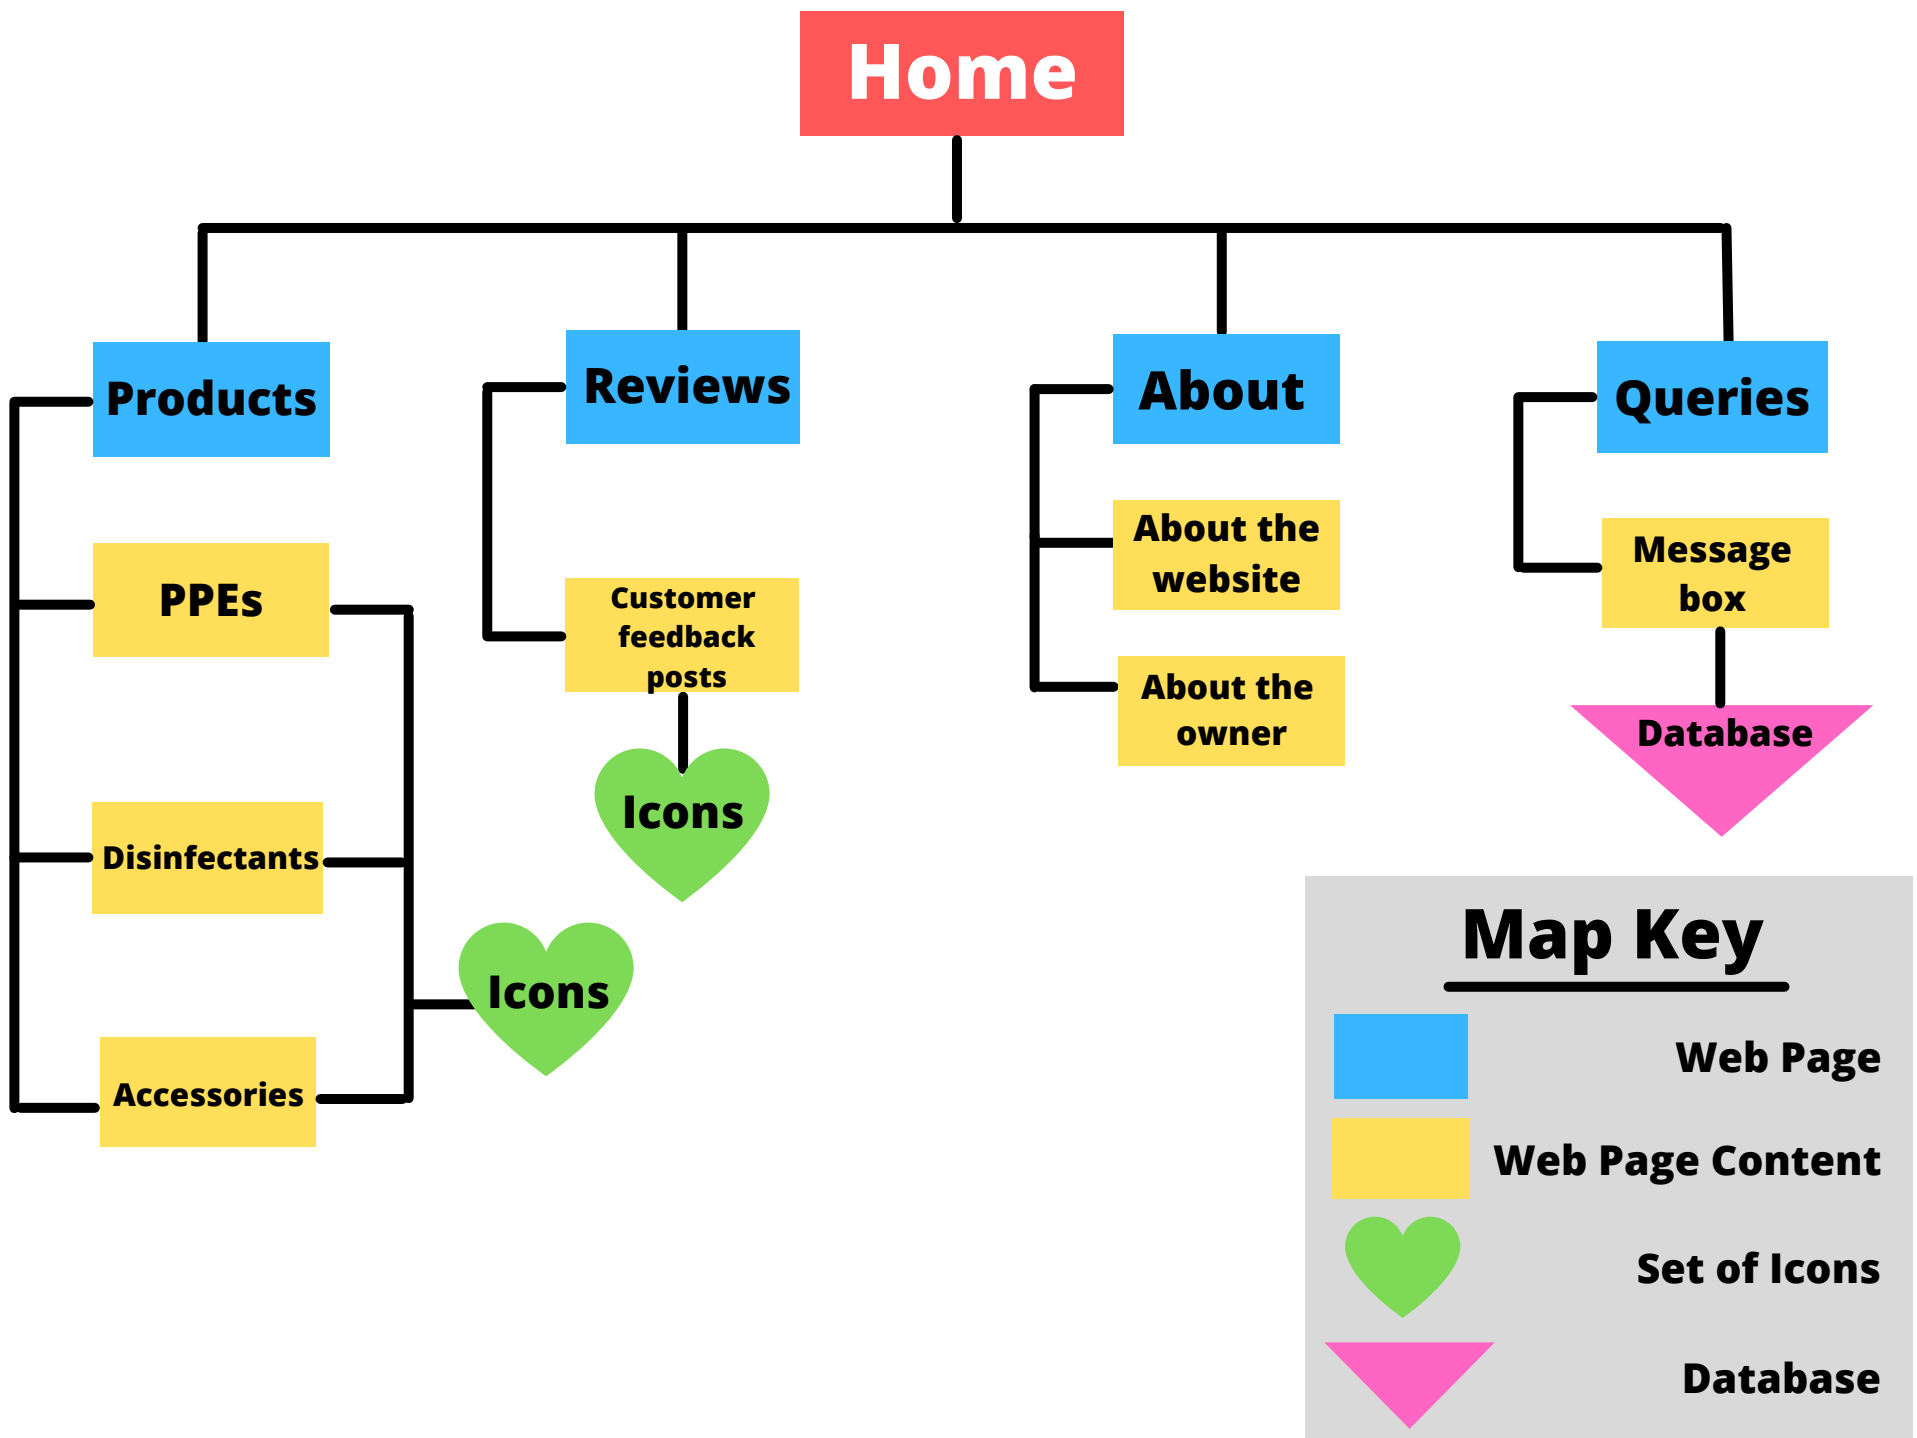 Home
Products
Reviews
About
Queries
PPEs
Disinfectants
Accessories
Icons
Customer
feedback
posts
Icons
About the
website
About the
owner
Message
box
Database
Map Key
Web Page
Web Page Content
Set of Icons
Database